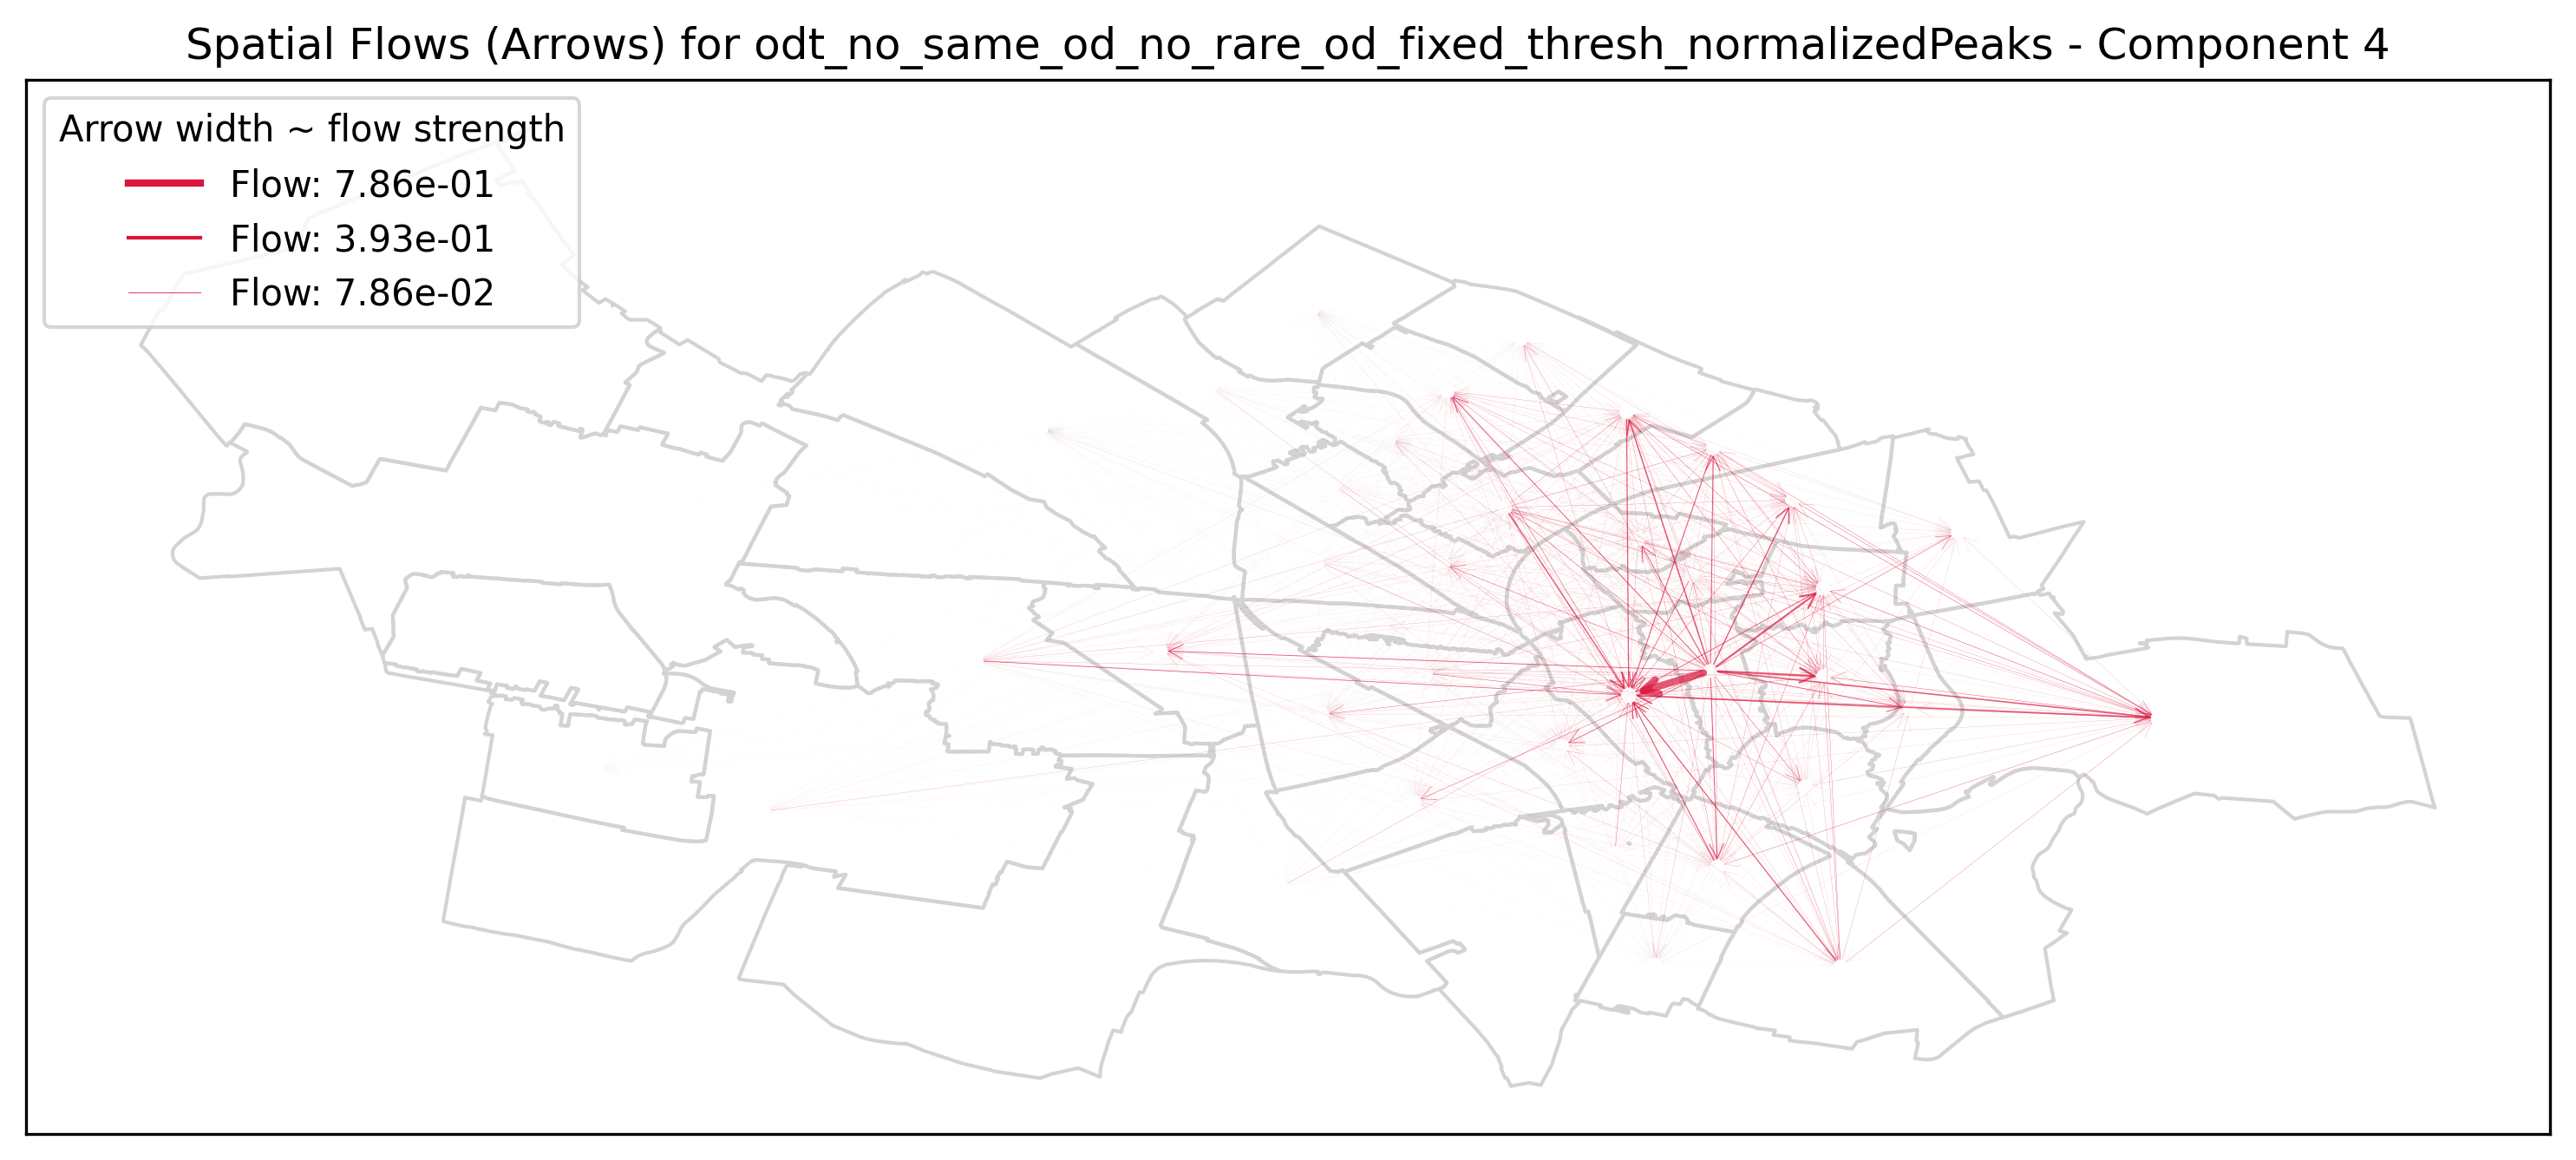 Spatial Flows (Arrows) for odt_no_same_od_no_rare_od_fixed_thresh_normalizedPeaks - Component 4
Arrow width ~ flow strength
Flow: 7.86e-01
Flow: 3.93e-01
Flow: 7.86e-02